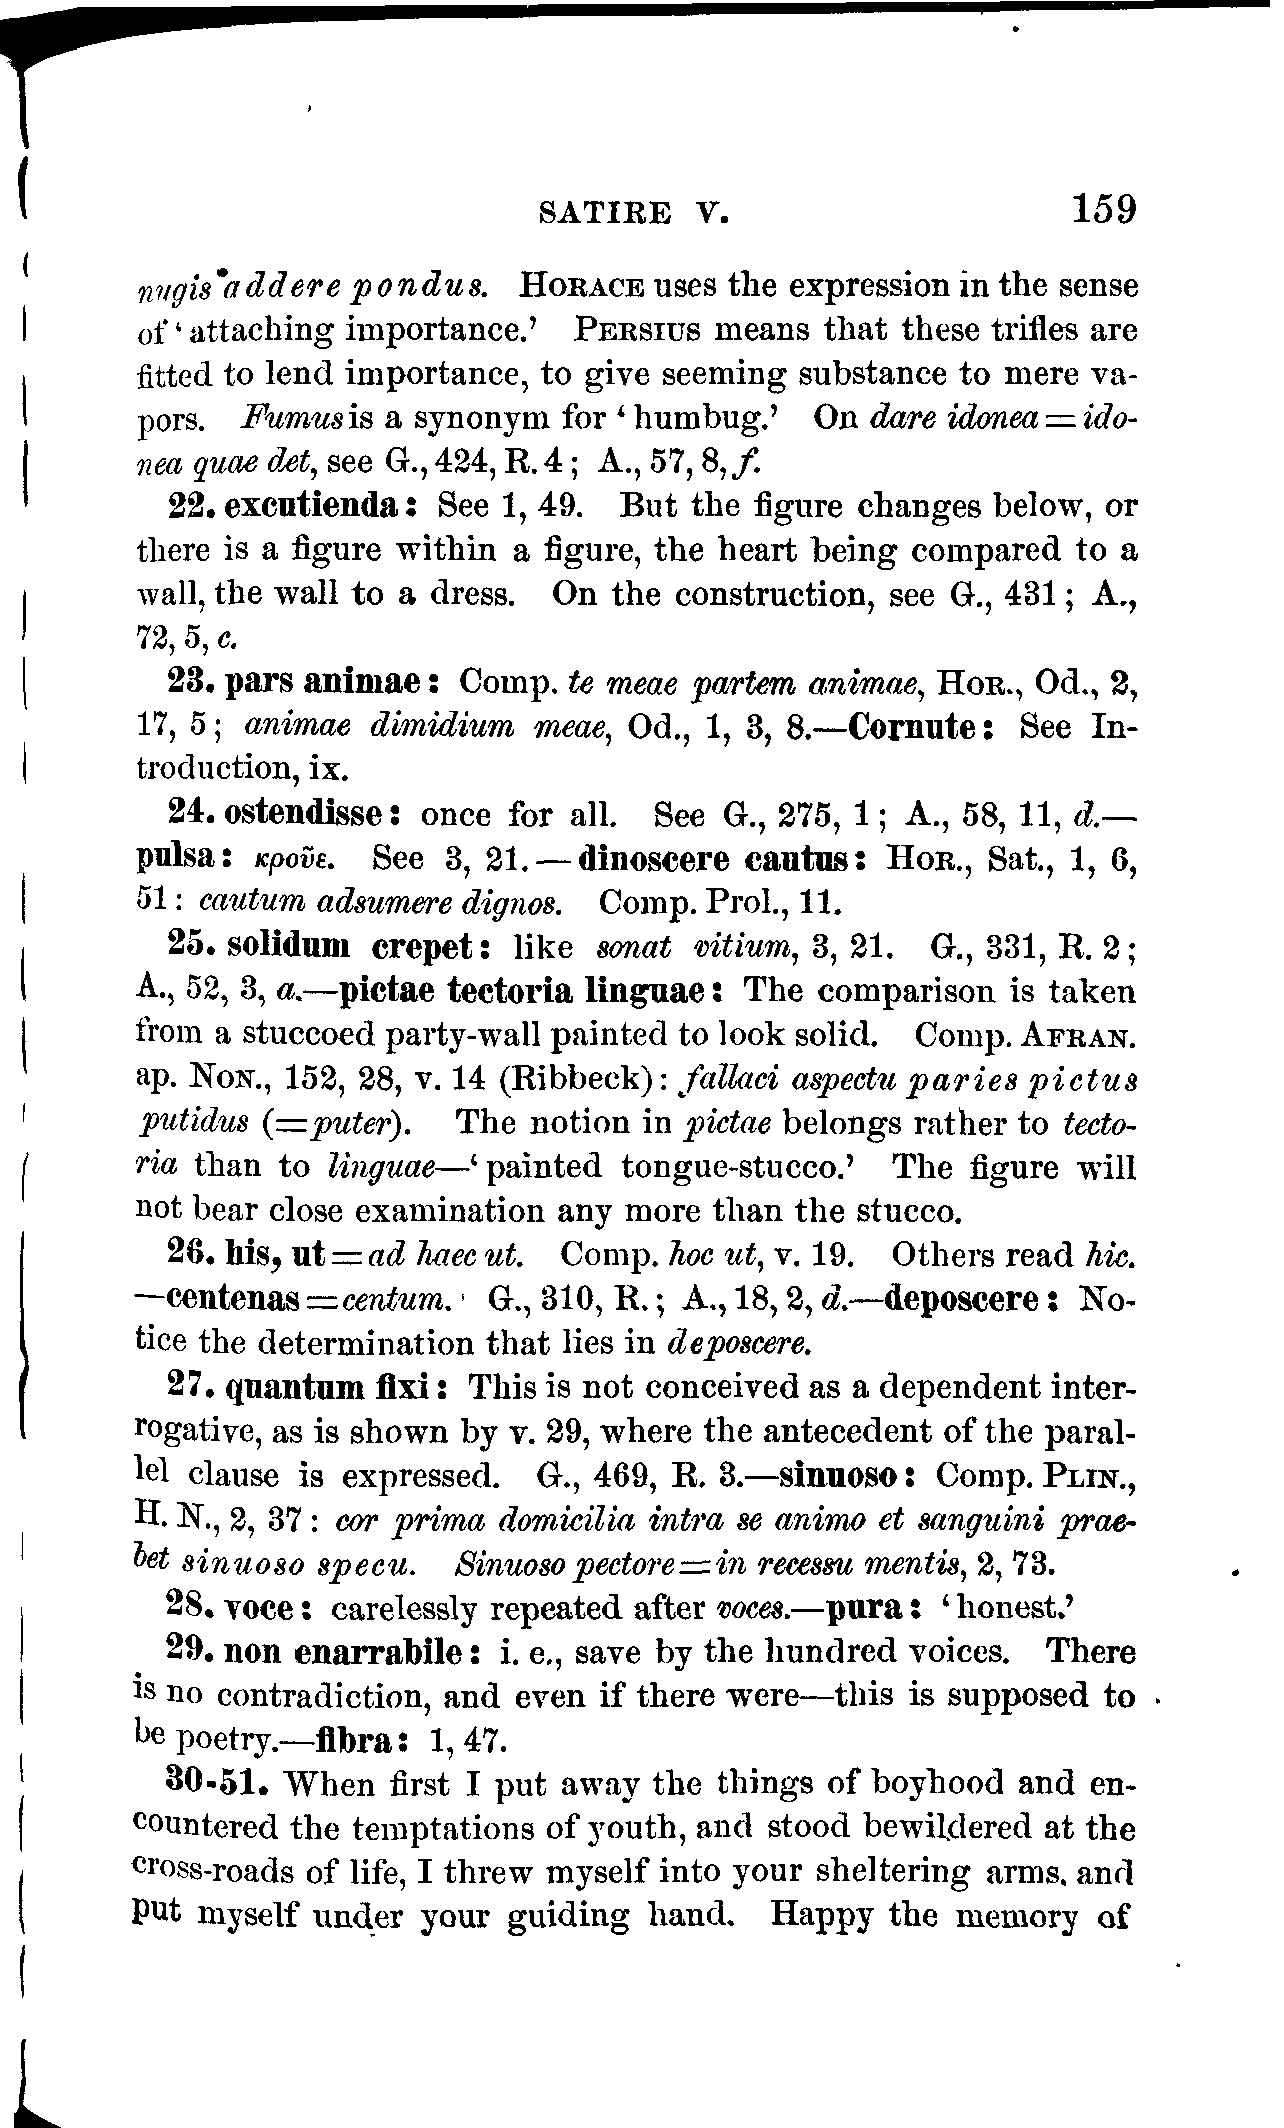 SATIRE V. 159
nugis addere pondus. HORACE uses the expression in the sense
of ‘attaching importance.’ PERSIUS means that these trifles are
fitted to lend importance, to give seeming substance to mere va-
pors. Fumus is a synonym for ‘humbug.’ On dare idonea = ido-
nea quae det, see G., 424, R. 4; A., 57, 8, f.
22. excutienda: See 1, 49. But the figure changes below, or
there is a figure within a figure, the heart being compared to a
wall, the wall to a dress. On the construction, see G., 431; A.,
72, 5, c.
23. pars animae: Comp. te meae partem animae, HOR., Od., 2,
17, 5; animae dimidium meae, Od., 1, 3, 8.—Cornute: See In-
troduction, ix.
24. ostendisse: once for all. See G., 275, 1; A., 58, 11, d.—
pulsa: κροῦε. See 3, 21.—dinoscere cautus: HOR., Sat., 1, 6,
51: cautum adsumere dignos. Comp. Prol., 11.
25. solidum crepet: like sonat vitium, 3, 21. G., 331, R. 2;
A., 52, 3, a.—pictae tectoria linguae: The comparison is taken
from a stuccoed party-wall painted to look solid. Comp. AFRAN.
ap. NON., 152, 28, v. 14 (Ribbeck): fallaci aspectu paries pictus
putidus (=puter). The notion in pictae belongs rather to tecto-
ria than to linguae—‘painted tongue-stucco.’ The figure will
not bear close examination any more than the stucco.
26. his, ut = ad haec ut. Comp. hoc ut, v. 19. Others read hic.
—centenas = centum. G., 310, R.; A., 18, 2, d.—deposcere: No-
tice the determination that lies in deposcere.
27. quantum fixi: This is not conceived as a dependent inter-
rogative, as is shown by v. 29, where the antecedent of the paral-
lel clause is expressed. G., 469, R. 3.—sinuoso: Comp. PLIN.,
H. N., 2, 37: cor prima domicilia intra se animo et sanguini prae-
bet sinuoso specu. Sinuoso pectore = in recessu mentis, 2, 73.
28. voce: carelessly repeated after voces.—pura: ‘honest.’
29. non enarrabile: i. e., save by the hundred voices. There
is no contradiction, and even if there were—this is supposed to
be poetry.—fibra: 1, 47.
30-51. When first I put away the things of boyhood and en-
countered the temptations of youth, and stood bewildered at the
cross-roads of life, I threw myself into your sheltering arms, and
put myself under your guiding hand. Happy the memory of